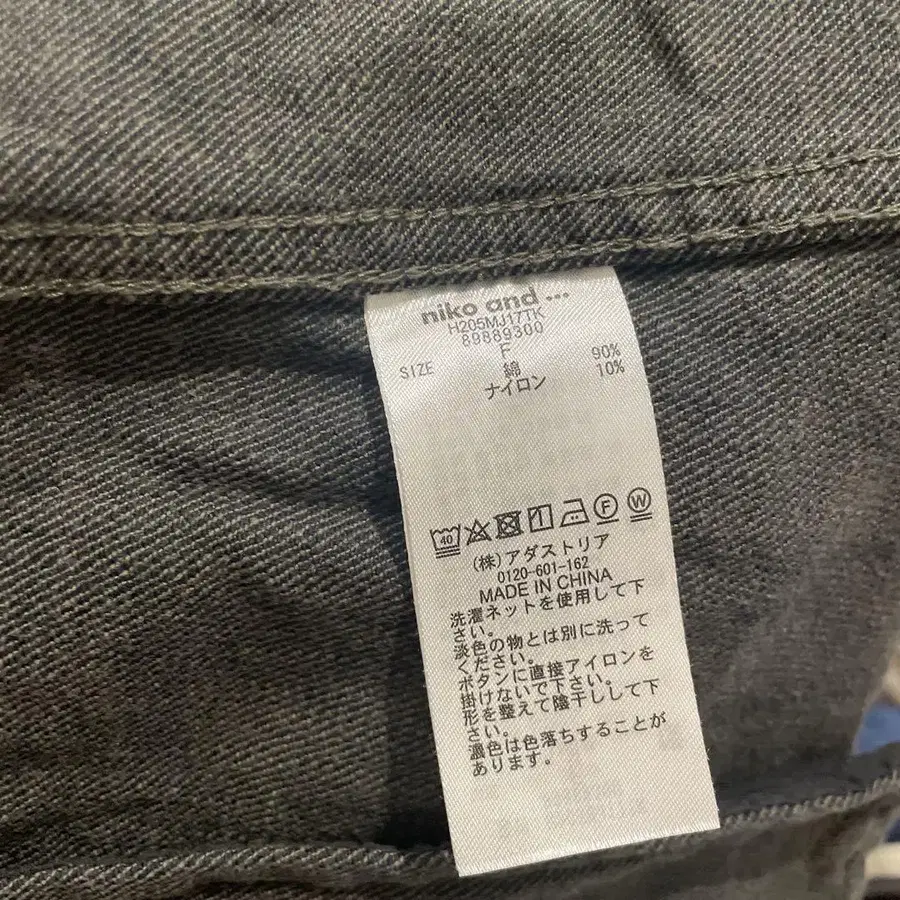 niko and ...
H205MJ17TK
89889300
SIZE F
綿 90%
ナイロン 10%
40 F W
(株)アダストリア
0120-601-162
MADE IN CHINA
洗濯ネットを使用して下
さい。
淡色の物とは別に洗って
ください。
ボタンに直接アイロンを
掛けないで下さい。
形を整えて陰干しして下
さい。
濃色は色落ちすることが
あります。